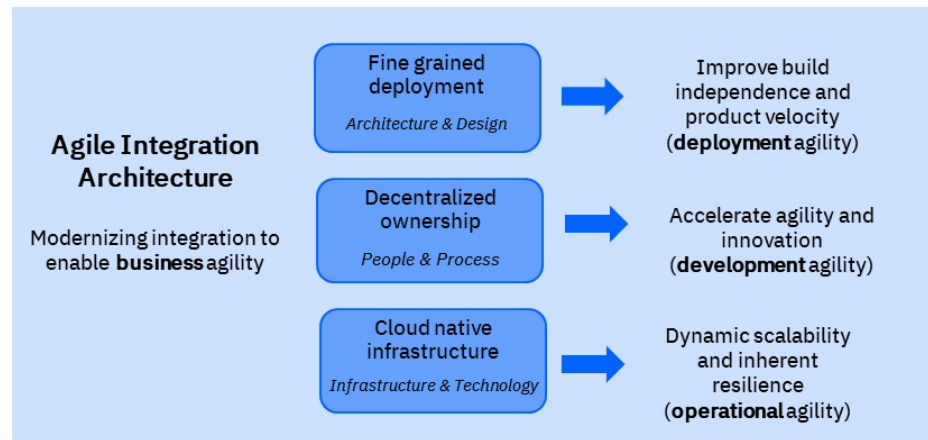 Agile Integration
Architecture
Modernizing integration to
enable business agility
Fine grained
deployment
Architecture & Design
Improve build
independence and
product velocity
(deployment agility)
Decentralized
ownership
People & Process
Accelerate agility and
innovation
(development agility)
Cloud native
infrastructure
Infrastructure & Technology
Dynamic scalability
and inherent
resilience
(operational agility)